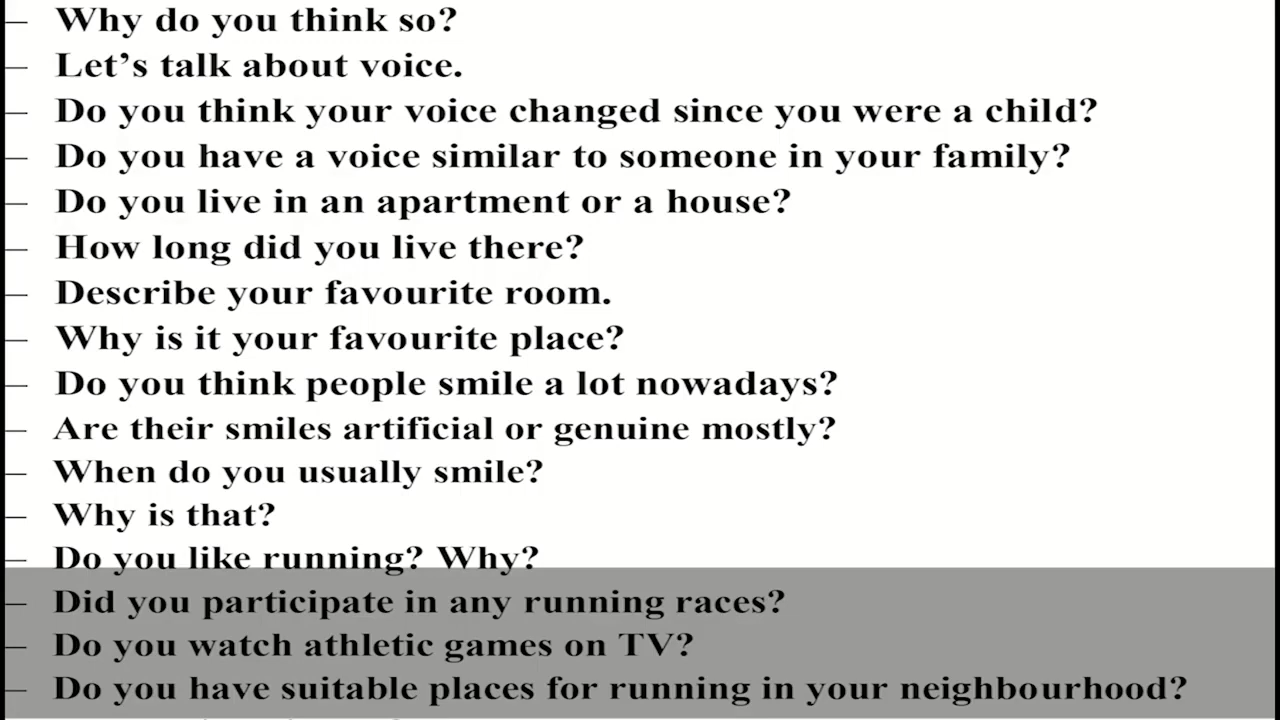 – Why do you think so?
– Let's talk about voice.
– Do you think your voice changed since you were a child?
– Do you have a voice similar to someone in your family?
– Do you live in an apartment or a house?
– How long did you live there?
– Describe your favourite room.
– Why is it your favourite place?
– Do you think people smile a lot nowadays?
– Are their smiles artificial or genuine mostly?
– When do you usually smile?
– Why is that?
– Do you like running? Why?
– Did you participate in any running races?
– Do you watch athletic games on TV?
– Do you have suitable places for running in your neighbourhood?